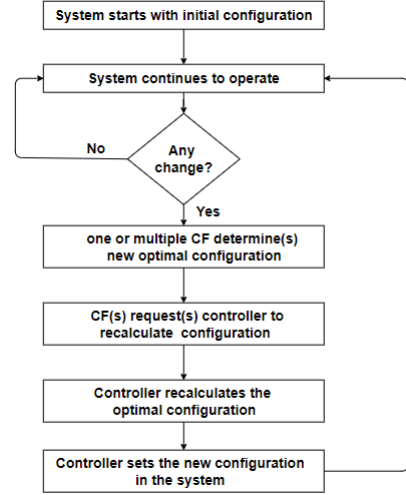 System starts with initial configuration
System continues to operate
Any
change?
No
Yes
one or multiple CF determine(s)
new optimal configuration
CF(s) request(s) controller to
recalculate configuration
Controller recalculates the
optimal configuration
Controller sets the new configuration
in the system